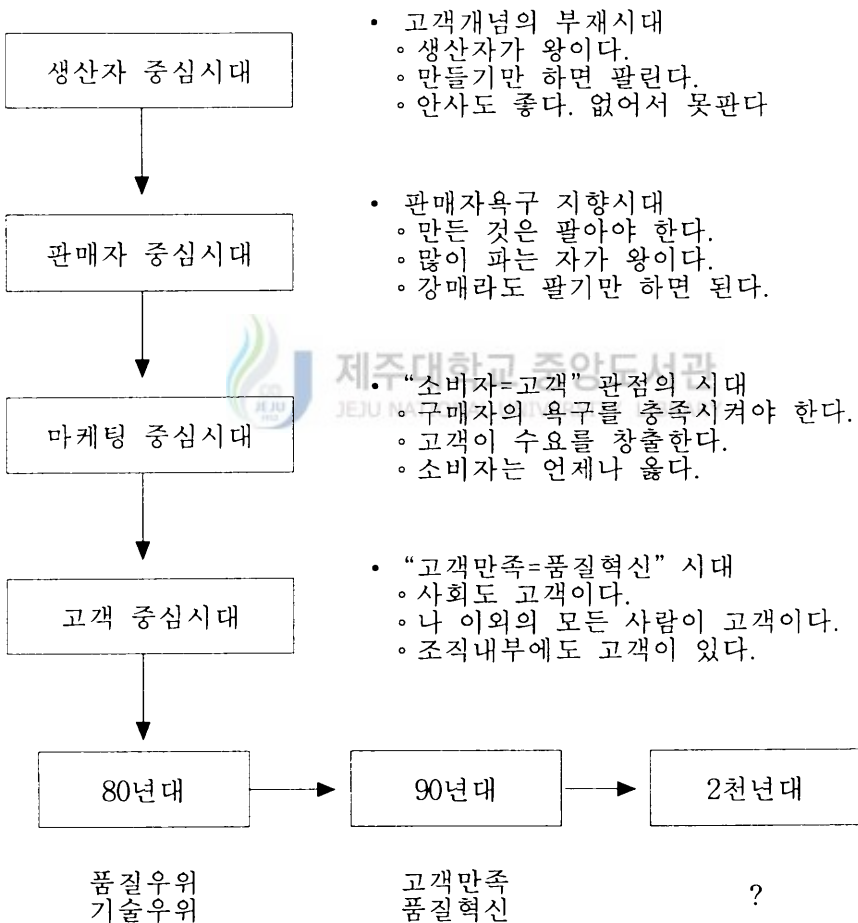 생산자 중심시대
• 고객개념의 부재시대
∘ 생산자가 왕이다.
∘ 만들기만 하면 팔린다.
∘ 안사도 좋다. 없어서 못판다
판매자 중심시대
• 판매자욕구 지향시대
∘ 만든 것은 팔아야 한다.
∘ 많이 파는 자가 왕이다.
∘ 강매라도 팔기만 하면 된다.
제주대학교 중앙도서관
JEJU NATIONAL UNIVERSITY LIBRARY
마케팅 중심시대
• “소비자=고객” 관점의 시대
∘ 구매자의 욕구를 충족시켜야 한다.
∘ 고객이 수요를 창출한다.
∘ 소비자는 언제나 옳다.
고객 중심시대
• “고객만족=품질혁신” 시대
∘ 사회도 고객이다.
∘ 나 이외의 모든 사람이 고객이다.
∘ 조직내부에도 고객이 있다.
80년대 90년대 2천년대
품질우위 고객만족 ?
기술우위 품질혁신